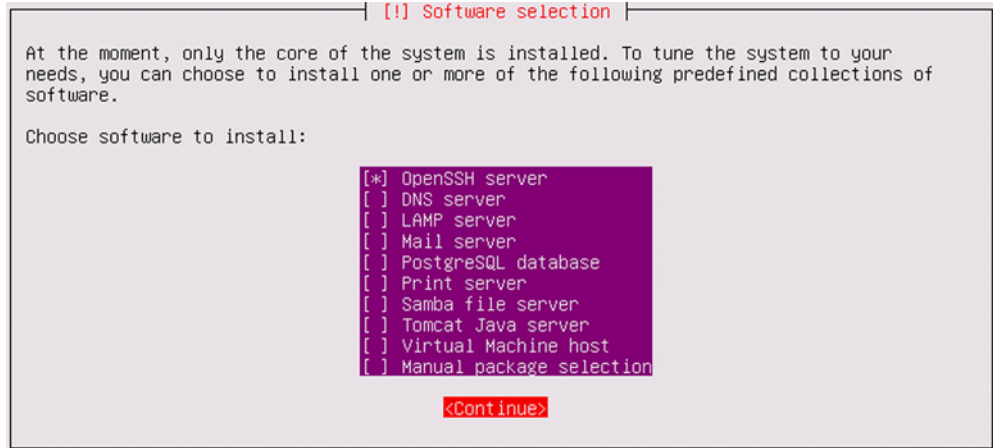 [!] Software selection
At the moment, only the core of the system is installed. To tune the system to your
needs, you can choose to install one or more of the following predefined collections of
software.
Choose software to install:
[*] OpenSSH server
[ ] DNS server
[ ] LAMP server
[ ] Mail server
[ ] PostgreSQL database
[ ] Print server
[ ] Samba file server
[ ] Tomcat Java server
[ ] Virtual Machine host
[ ] Manual package selection
<Continue>